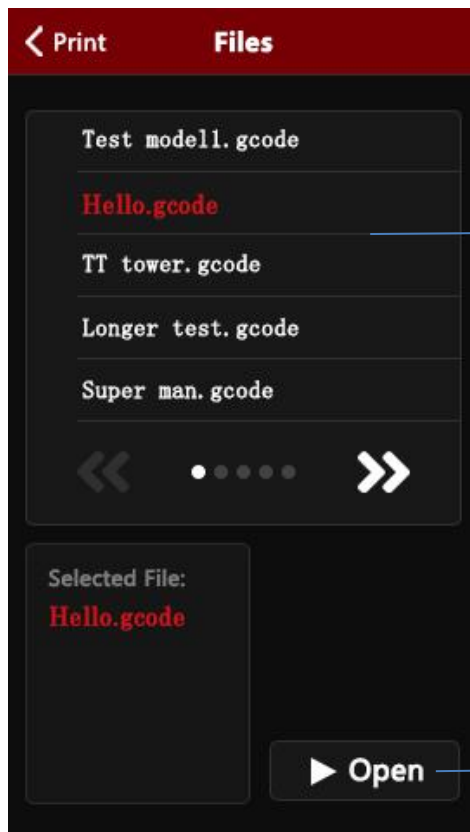 Print
Files
Test modell.gcode
Hello.gcode
TT tower.gcode
Longer test.gcode
Super man.gcode
Selected File:
Hello.gcode
Open